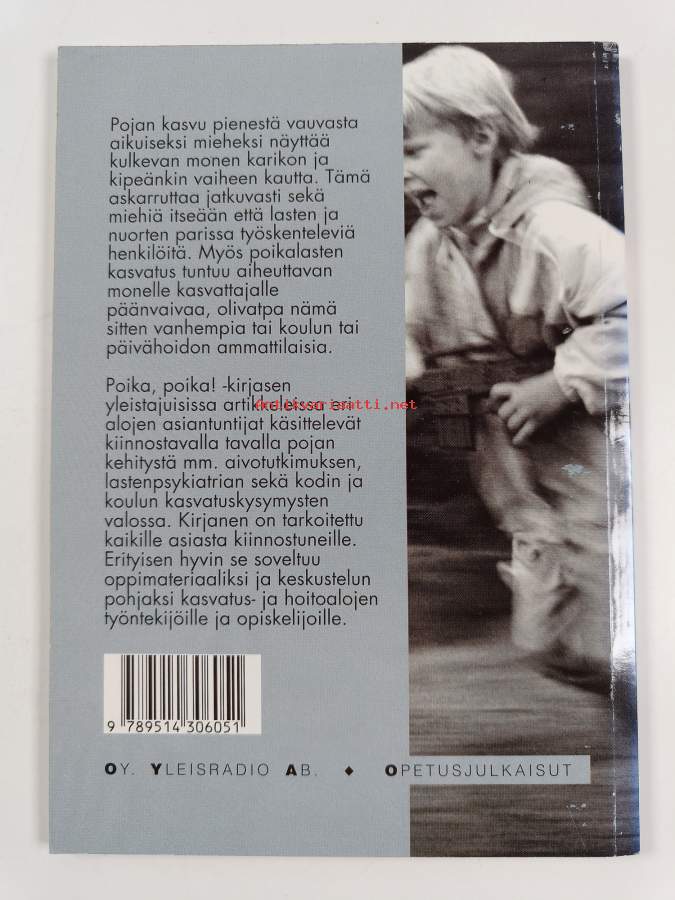 Pojan kasvu pienestä vauvasta
aikuiseksi mieheksi näyttää
kulkevan monen karikon ja
kipeänkin vaiheen kautta. Tämä
askarruttaa jatkuvasti sekä
miehiä itseään että lasten ja
nuorten parissa työskenteleviä
henkilöitä. Myös poikalasten
kasvatus tuntuu aiheuttavan
monelle kasvattajalle
päänvaivaa, olivatpa nämä
sitten vanhempia tai koulun tai
päivähoidon ammattilaisia.
Poika, poika! -kirjasen
yleistajuisissa artikkeleissa eri
alojen asiantuntijat käsittelevät
kiinnostavalla tavalla pojan
kehitystä mm. aivotutkimuksen,
lastenpsykiatrian sekä kodin ja
koulun kasvatuskysymysten
valossa. Kirjanen on tarkoitettu
kaikille asiasta kiinnostuneille.
Erityisen hyvin se soveltuu
oppimateriaaliksi ja keskustelun
pohjaksi kasvatus- ja hoitoalojen
työntekijöille ja opiskelijoille.
antikvariaatti.net
9 789514 306051
OY. YLEISRADIO AB. ◆ OPETUSJULKAISUT